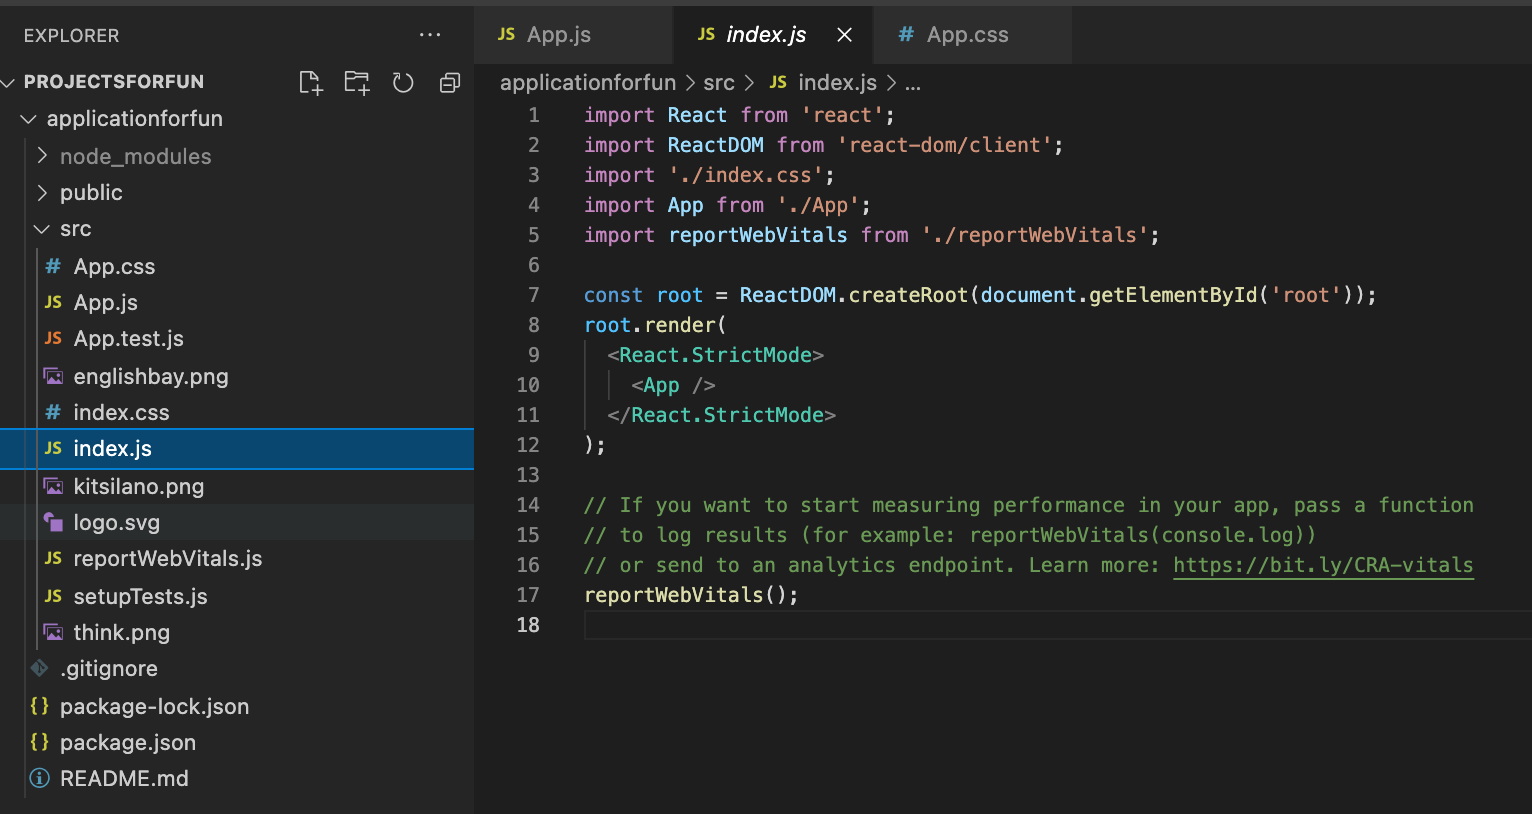 EXPLORER
PROJECTSFORFUN
applicationforfun
node_modules
public
src
App.css
App.js
App.test.js
englishbay.png
index.css
index.js
kitsilano.png
logo.svg
reportWebVitals.js
setupTests.js
think.png
.gitignore
package-lock.json
package.json
README.md
JS App.js
JS index.js
# App.css
applicationforfun > src > JS index.js > ...
1 import React from 'react';
2 import ReactDOM from 'react-dom/client';
3 import './index.css';
4 import App from './App';
5 import reportWebVitals from './reportWebVitals';
6
7 const root = ReactDOM.createRoot(document.getElementById('root'));
8 root.render(
9   <React.StrictMode>
10     <App />
11   </React.StrictMode>
12 );
13
14 // If you want to start measuring performance in your app, pass a function
15 // to log results (for example: reportWebVitals(console.log))
16 // or send to an analytics endpoint. Learn more: https://bit.ly/CRA-vitals
17 reportWebVitals();
18